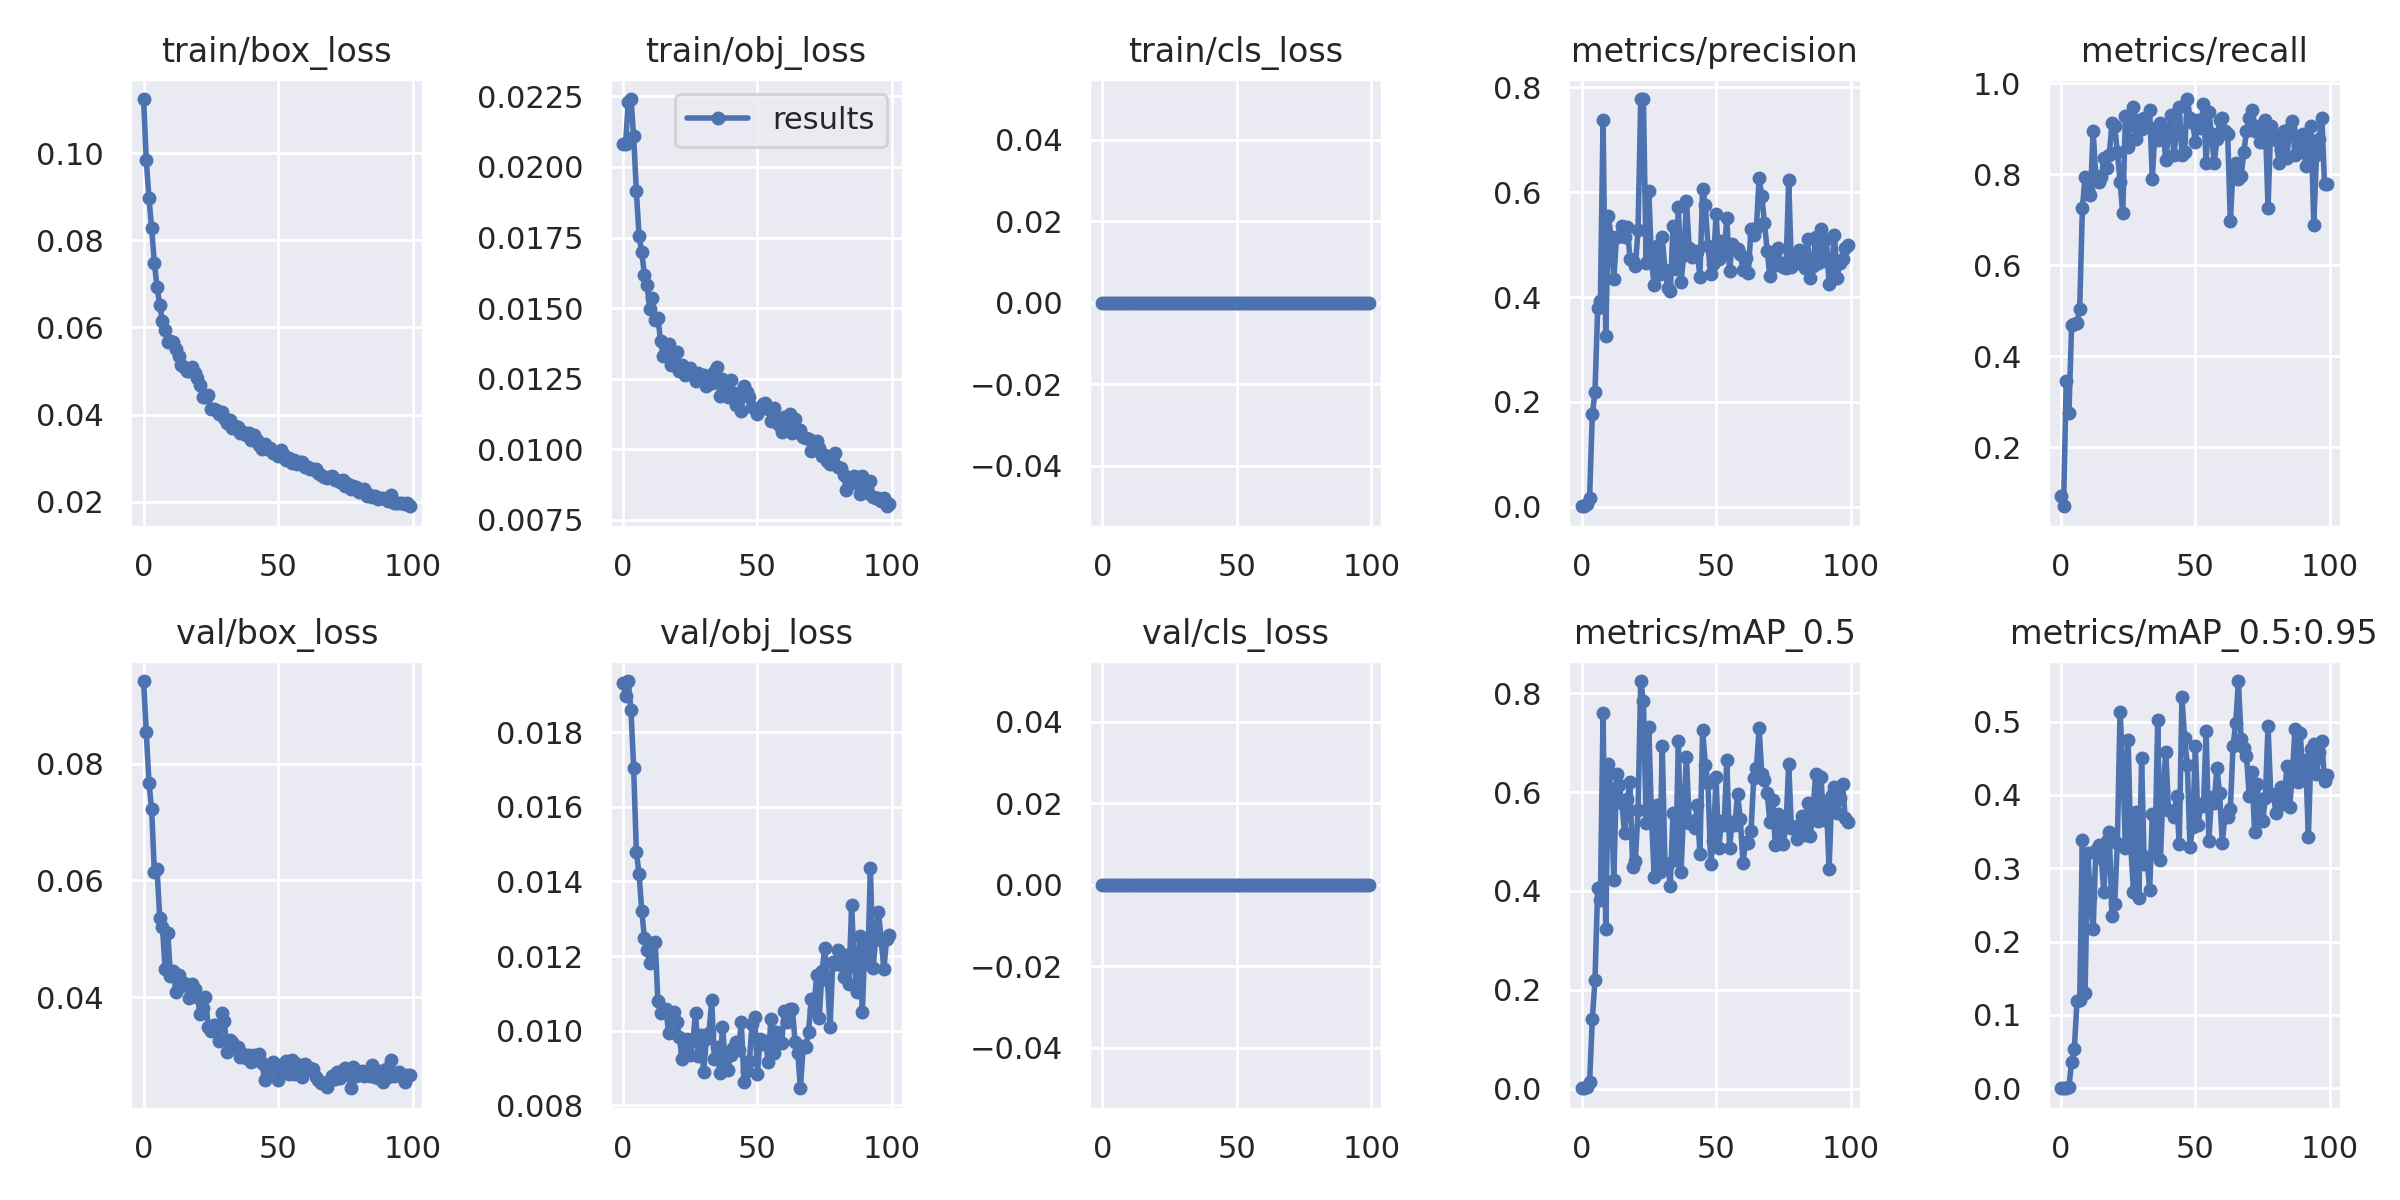 train/box_loss
0.10
0.08
0.06
0.04
0.02
0 50 100
train/obj_loss
results
0.0225
0.0200
0.0175
0.0150
0.0125
0.0100
0.0075
0 50 100
train/cls_loss
0.04
0.02
0.00
−0.02
−0.04
0 50 100
metrics/precision
0.8
0.6
0.4
0.2
0.0
0 50 100
metrics/recall
1.0
0.8
0.6
0.4
0.2
0 50 100
val/box_loss
0.08
0.06
0.04
0 50 100
val/obj_loss
0.018
0.016
0.014
0.012
0.010
0.008
0 50 100
val/cls_loss
0.04
0.02
0.00
−0.02
−0.04
0 50 100
metrics/mAP_0.5
0.8
0.6
0.4
0.2
0.0
0 50 100
metrics/mAP_0.5:0.95
0.5
0.4
0.3
0.2
0.1
0.0
0 50 100